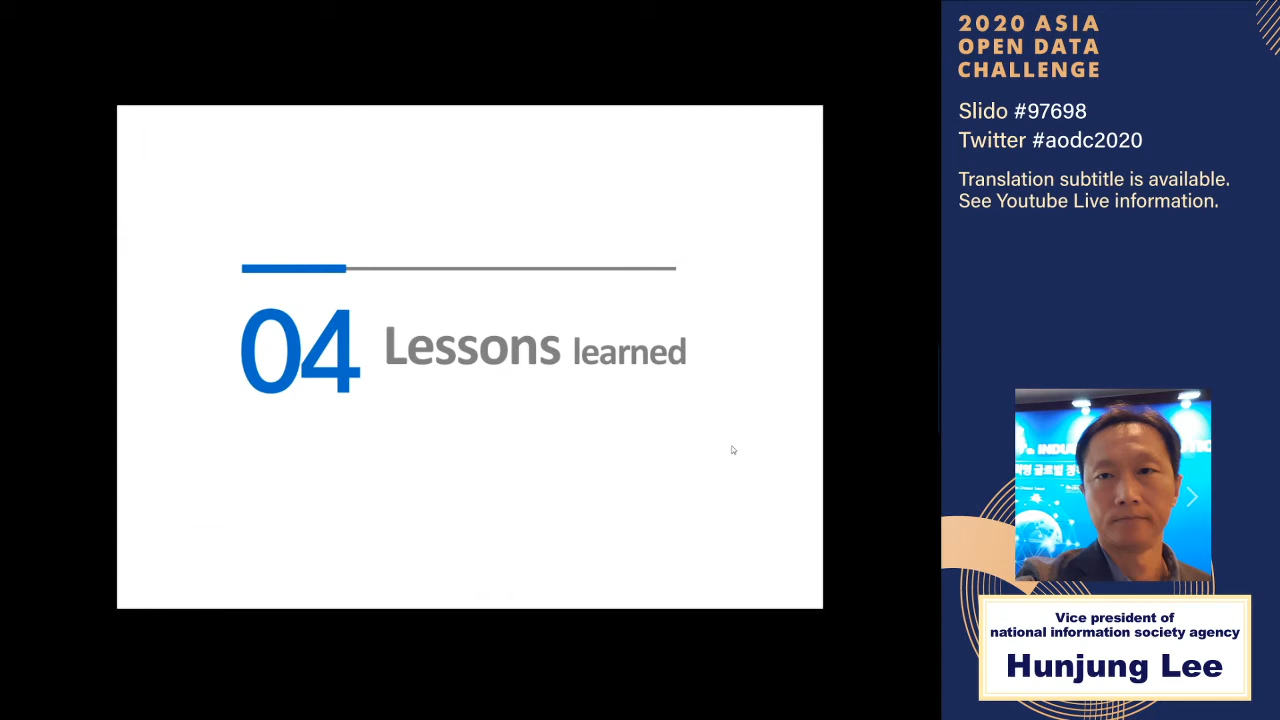 04 Lessons learned
2020 ASIA
OPEN DATA
CHALLENGE
Slido #97698
Twitter #aodc2020
Translation subtitle is available.
See Youtube Live information.
Vice president of
national information society agency
Hunjung Lee